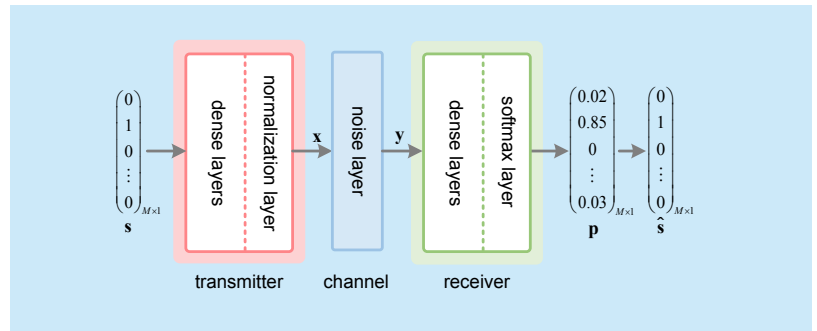 0
1
0
⋮
0
M×1
s
dense layers
normalization layer
transmitter
x
noise layer
channel
y
dense layers
softmax layer
receiver
0.02
0.85
0
⋮
0.03
M×1
p
0
1
0
⋮
0
M×1
ŝ